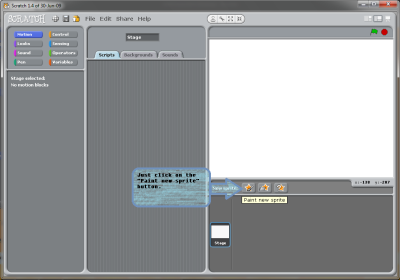 Scratch 1.4 of 30-Jun-09
SCRATCH File Edit Share Help
Motion Control
Looks Sensing
Sound Operators
Pen Variables
Stage selected:
No motion blocks
Stage
Scripts Backgrounds Sounds
Just click on the
"Paint new sprite"
button.
New sprite:
Paint new sprite
Stage